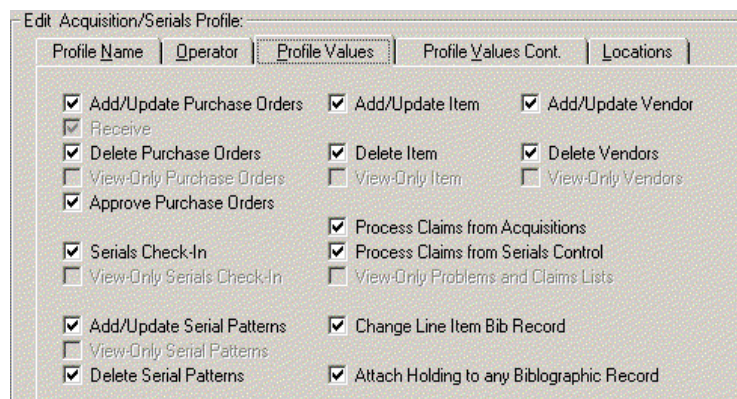 Edit Acquisition/Serials Profile:
Profile Name Operator Profile Values Profile Values Cont. Locations
Add/Update Purchase Orders Add/Update Item Add/Update Vendor
Receive
Delete Purchase Orders Delete Item Delete Vendors
View-Only Purchase Orders View-Only Item View-Only Vendors
Approve Purchase Orders
Process Claims from Acquisitions
Serials Check-In Process Claims from Serials Control
View-Only Serials Check-In View-Only Problems and Claims Lists
Add/Update Serial Patterns Change Line Item Bib Record
View-Only Serial Patterns
Delete Serial Patterns Attach Holding to any Biblographic Record